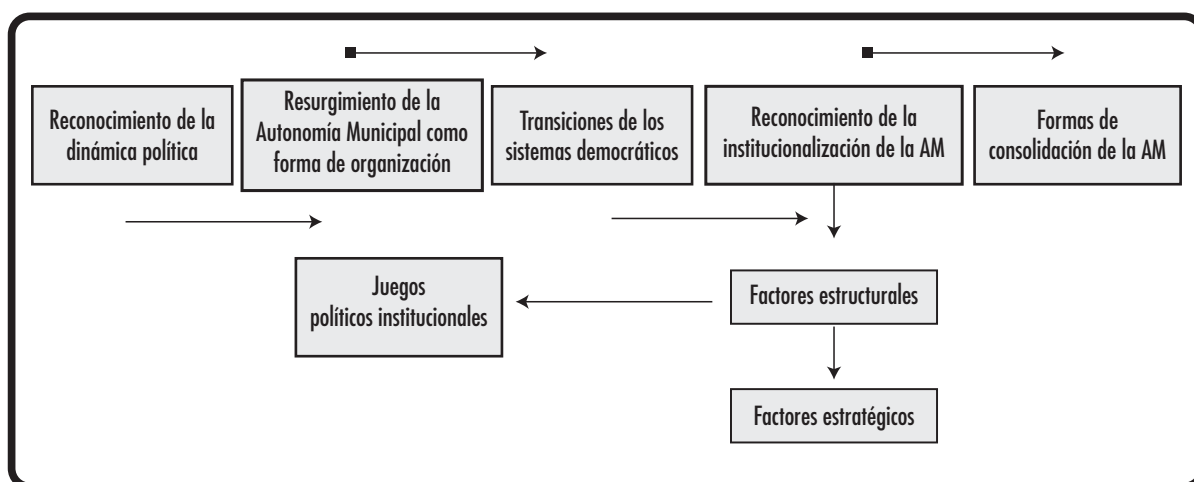 Reconocimiento de la
dinámica política
Resurgimiento de la
Autonomía Municipal como
forma de organización
Transiciones de los
sistemas democráticos
Reconocimiento de la
institucionalización de la AM
Formas de
consolidación de la AM
Juegos
políticos institucionales
Factores estructurales
Factores estratégicos